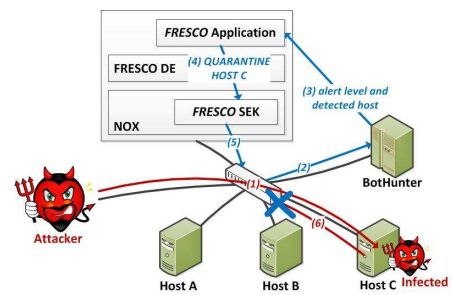 FRESCO Application
(4) QUARANTINE
HOST C
FRESCO DE
(3) alert level and
detected host
FRESCO SEK
NOX
(5)
(2)
BotHunter
(1)
Attacker
(6)
Infected
Host A
Host B
Host C